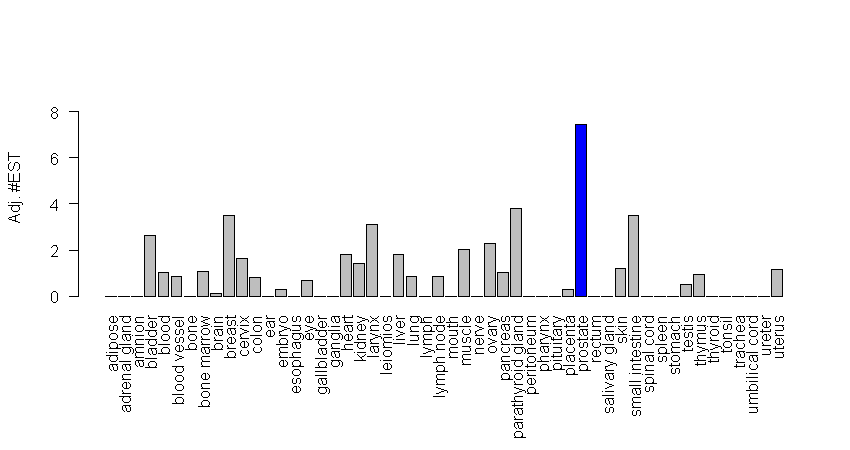 Adj. #EST
8
6
4
2
0
adipose
adrenal gland
amnion
bladder
blood
blood vessel
bone
bone marrow
brain
breast
cervix
colon
ear
embryo
esophagus
eye
gallbladder
ganglia
heart
kidney
larynx
leiomios
liver
lung
lymph
lymph node
mouth
muscle
nerve
ovary
pancreas
parathyroid gland
peritoneum
pharynx
pituitary
placenta
prostate
rectum
salivary gland
skin
small intestine
spinal cord
spleen
stomach
testis
thymus
thyroid
tonsil
trachea
umbilical cord
ureter
uterus